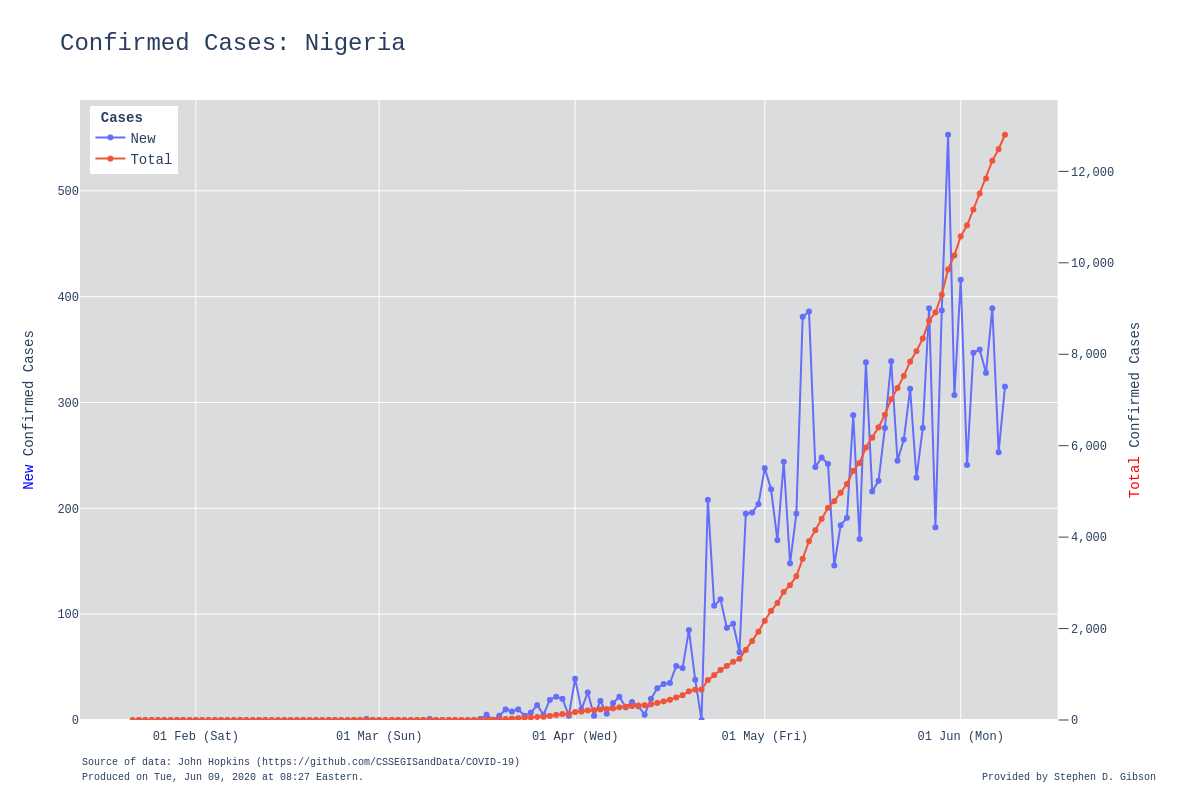 Confirmed Cases: Nigeria
Cases
New
Total
500
400
300
200
100
0
12,000
10,000
8,000
6,000
4,000
2,000
0
New Confirmed Cases
Total Confirmed Cases
01 Feb (Sat) 01 Mar (Sun) 01 Apr (Wed) 01 May (Fri) 01 Jun (Mon)
Source of data: John Hopkins (https://github.com/CSSEGISandData/COVID-19)
Produced on Tue, Jun 09, 2020 at 08:27 Eastern.
Provided by Stephen D. Gibson